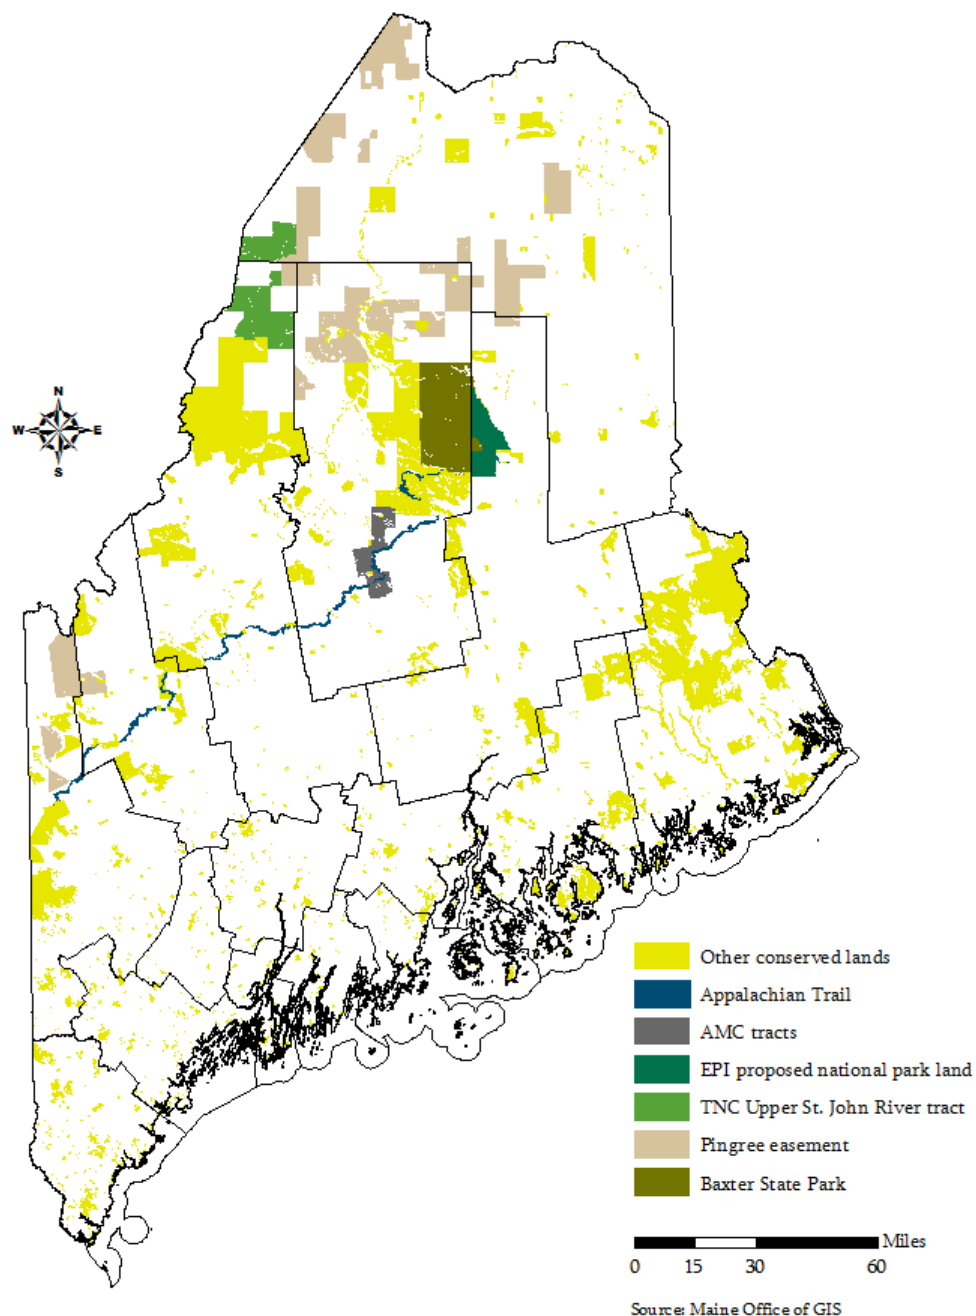 N
W E
S
Other conserved lands
Appalachian Trail
AMC tracts
EPI proposed national park land
TNC Upper St. John River tract
Pingree easement
Baxter State Park
Miles
0 15 30 60
Source: Maine Office of GIS